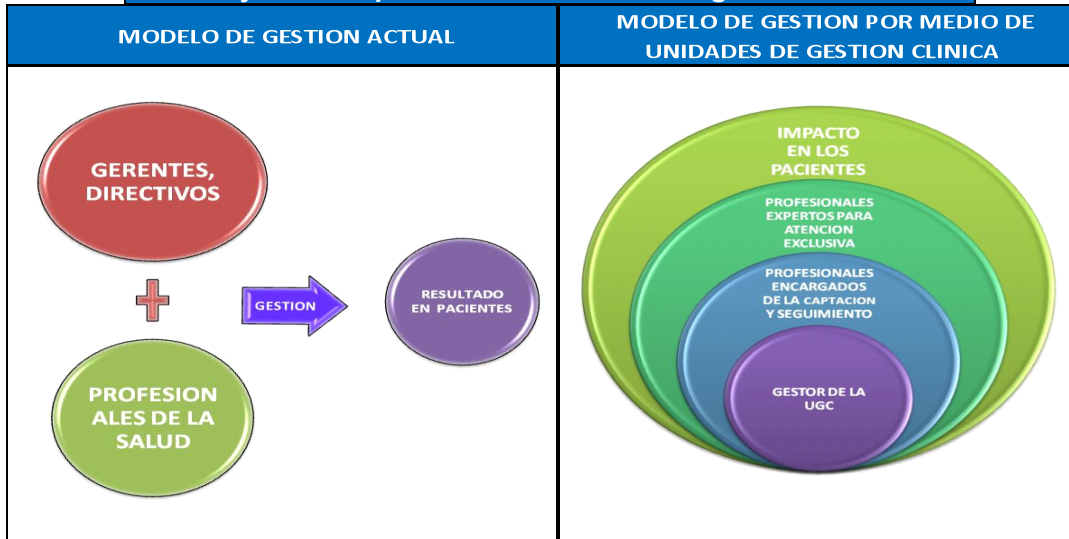 MODELO DE GESTION ACTUAL
MODELO DE GESTION POR MEDIO DE
UNIDADES DE GESTION CLINICA
GERENTES,
DIRECTIVOS
GESTION
PROFESION
ALES DE LA
SALUD
RESULTADO
EN PACIENTES
IMPACTO
EN LOS
PACIENTES
PROFESIONALES
EXPERTOS PARA
ATENCION
EXCLUSIVA
PROFESIONALES
ENCARGADOS
DE LA CAPTACION
Y SEGUIMIENTO
GESTOR DE LA
UGC